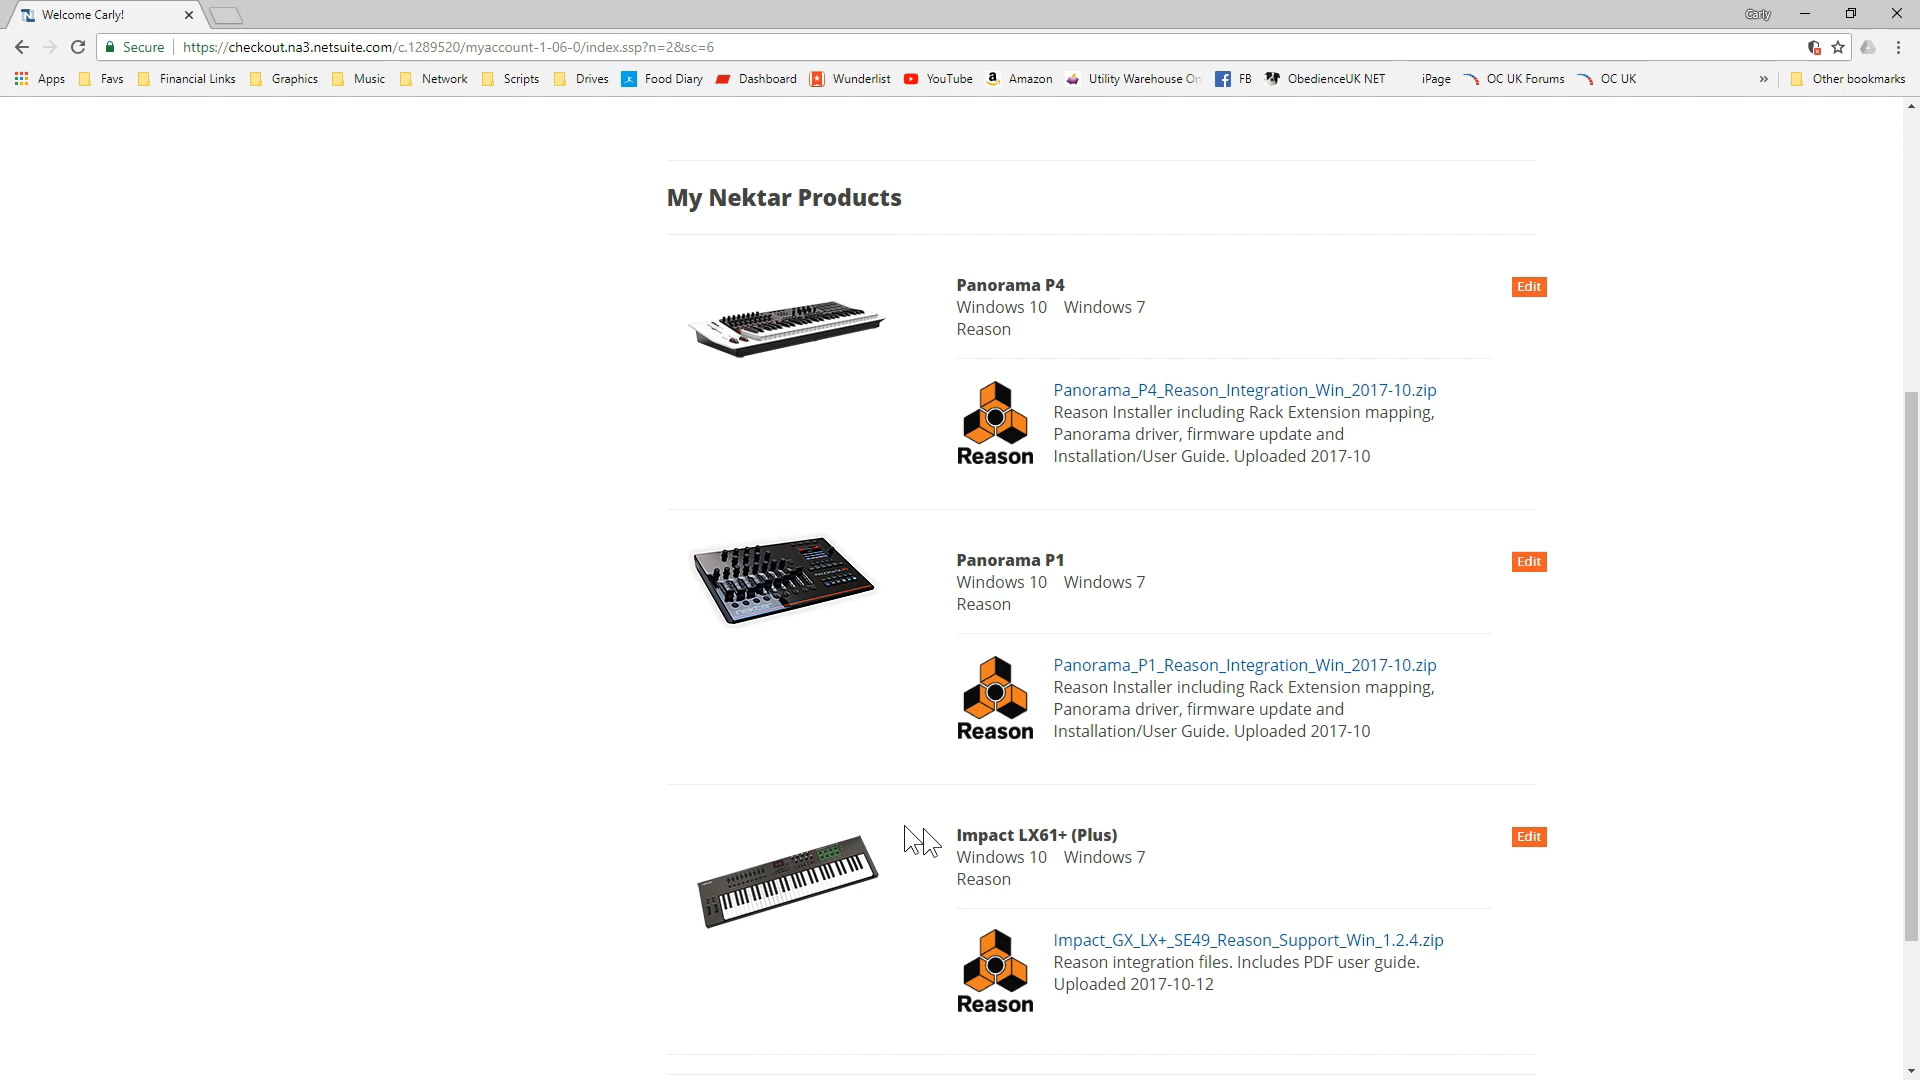 Welcome Carly!
Carly
Secure https://checkout.na3.netsuite.com/c.1289520/myaccount-1-06-0/index.ssp?n=2&sc=6
Apps Favs Financial Links Graphics Music Network Scripts Drives Food Diary Dashboard Wunderlist YouTube Amazon Utility Warehouse On FB ObedienceUK NET iPage OC UK Forums OC UK » Other bookmarks
My Nektar Products
Panorama P4
Edit
Windows 10 Windows 7
Reason
Panorama_P4_Reason_Integration_Win_2017-10.zip
Reason Installer including Rack Extension mapping,
Panorama driver, firmware update and
Installation/User Guide. Uploaded 2017-10
Reason
Panorama P1
Edit
Windows 10 Windows 7
Reason
Panorama_P1_Reason_Integration_Win_2017-10.zip
Reason Installer including Rack Extension mapping,
Panorama driver, firmware update and
Installation/User Guide. Uploaded 2017-10
Reason
Impact LX61+ (Plus)
Edit
Windows 10 Windows 7
Reason
Impact_GX_LX+_SE49_Reason_Support_Win_1.2.4.zip
Reason integration files. Includes PDF user guide.
Uploaded 2017-10-12
Reason